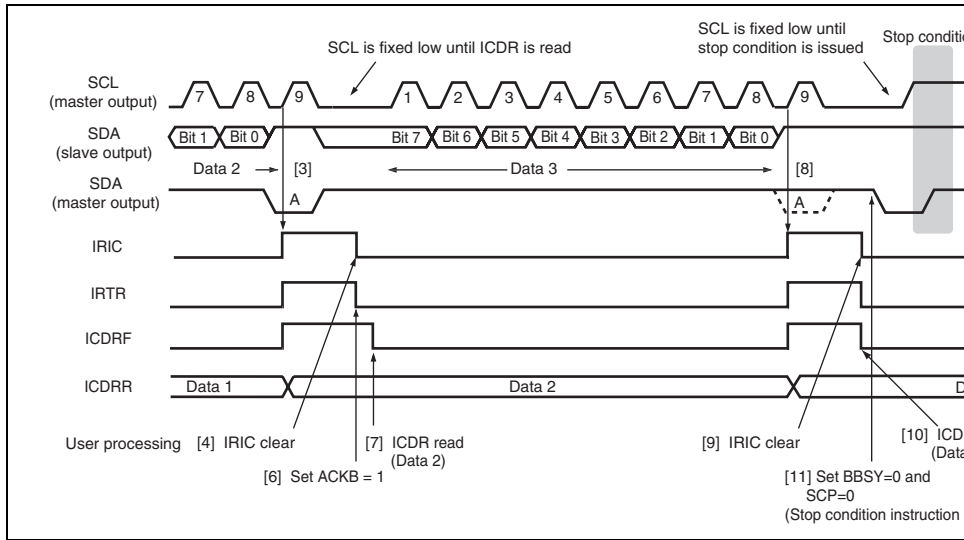 SCL is fixed low until ICDR is read
SCL is fixed low until
stop condition is issued
Stop
SCL
(master output)
7 8 9 1 2 3 4 5 6 7 8 9
SDA
(slave output)
Bit 1 Bit 0 Bit 7 Bit 6 Bit 5 Bit 4 Bit 3 Bit 2 Bit 1 Bit 0
Data 2 [3] Data 3 [8]
SDA
(master output)
A A
IRIC
IRTR
ICDRF
ICDRR
Data 1 Data 2
User processing [4] IRIC clear [7] ICDR read
(Data 2)
[6] Set ACKB = 1
[9] IRIC clear
[10]
[11] Set BBSY=0 and
SCP=0
(Stop condition instruction